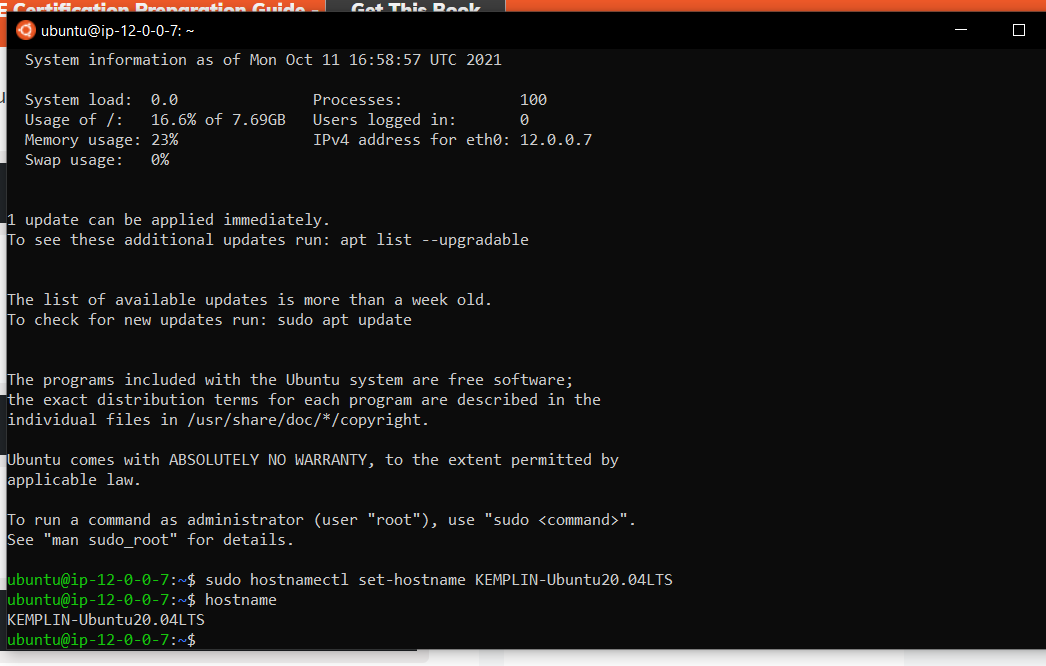 Certification Preparation Guide - Get This Book
ubuntu@ip-12-0-0-7: ~
System information as of Mon Oct 11 16:58:57 UTC 2021
System load: 0.0 Processes: 100
Usage of /: 16.6% of 7.69GB Users logged in: 0
Memory usage: 23% IPv4 address for eth0: 12.0.0.7
Swap usage: 0%
1 update can be applied immediately.
To see these additional updates run: apt list --upgradable
The list of available updates is more than a week old.
To check for new updates run: sudo apt update
The programs included with the Ubuntu system are free software;
the exact distribution terms for each program are described in the
individual files in /usr/share/doc/*/copyright.
Ubuntu comes with ABSOLUTELY NO WARRANTY, to the extent permitted by
applicable law.
To run a command as administrator (user "root"), use "sudo <command>".
See "man sudo_root" for details.
ubuntu@ip-12-0-0-7:~$ sudo hostnamectl set-hostname KEMPLIN-Ubuntu20.04LTS
ubuntu@ip-12-0-0-7:~$ hostname
KEMPLIN-Ubuntu20.04LTS
ubuntu@ip-12-0-0-7:~$